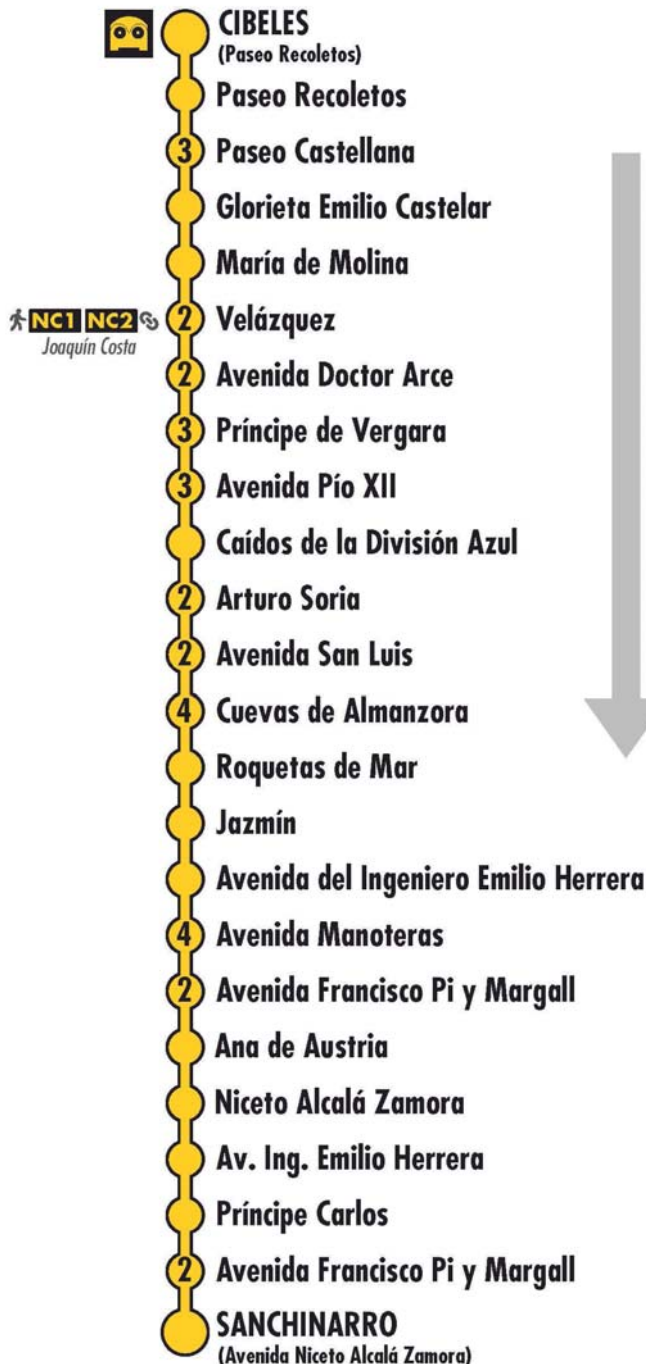 CIBELES
(Paseo Recoletos)
Paseo Recoletos
3 Paseo Castellana
Glorieta Emilio Castelar
María de Molina
NC1 NC2 2 Velázquez
Joaquín Costa
2 Avenida Doctor Arce
3 Príncipe de Vergara
3 Avenida Pío XII
Caídos de la División Azul
2 Arturo Soria
2 Avenida San Luis
4 Cuevas de Almanzora
Roquetas de Mar
Jazmín
Avenida del Ingeniero Emilio Herrera
4 Avenida Manoteras
2 Avenida Francisco Pi y Margall
Ana de Austria
Niceto Alcalá Zamora
Av. Ing. Emilio Herrera
Príncipe Carlos
2 Avenida Francisco Pi y Margall
SANCHINARRO
(Avenida Niceto Alcalá Zamora)